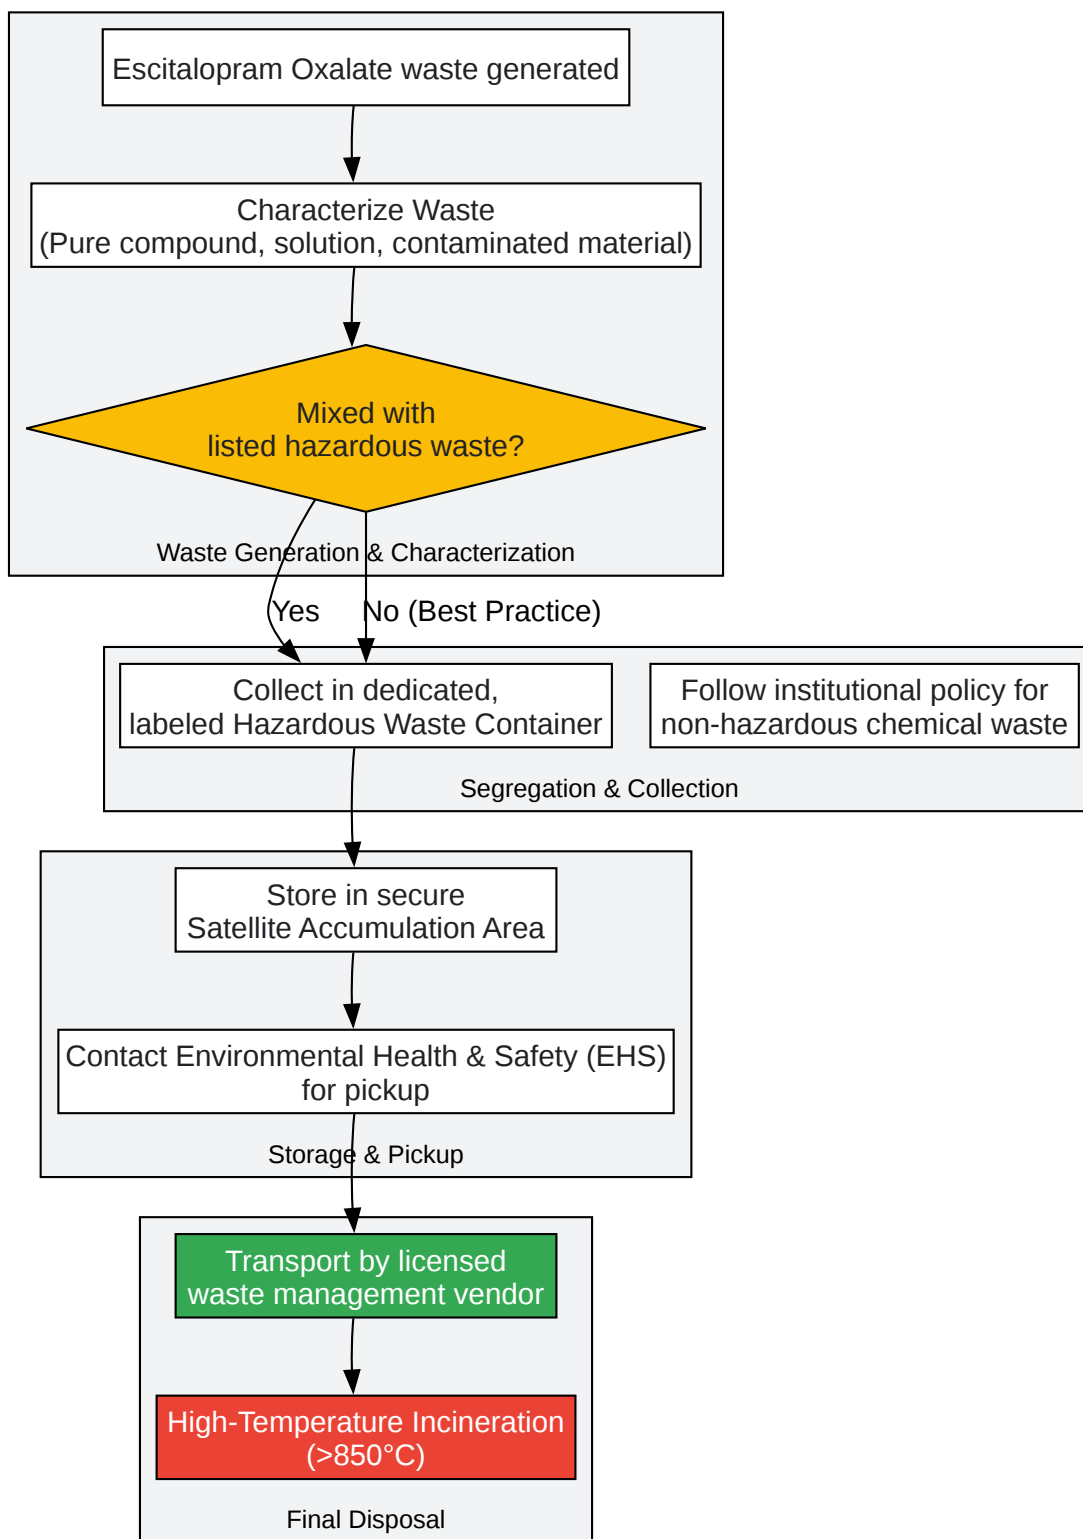 Escitalopram Oxalate waste generated
Characterize Waste
(Pure compound, solution, contaminated material)
Mixed with
listed hazardous waste?
Waste Generation & Characterization
Yes
No (Best Practice)
Collect in dedicated,
labeled Hazardous Waste Container
Follow institutional policy for
non-hazardous chemical waste
Segregation & Collection
Store in secure
Satellite Accumulation Area
Contact Environmental Health & Safety (EHS)
for pickup
Storage & Pickup
Transport by licensed
waste management vendor
High-Temperature Incineration
(>850°C)
Final Disposal